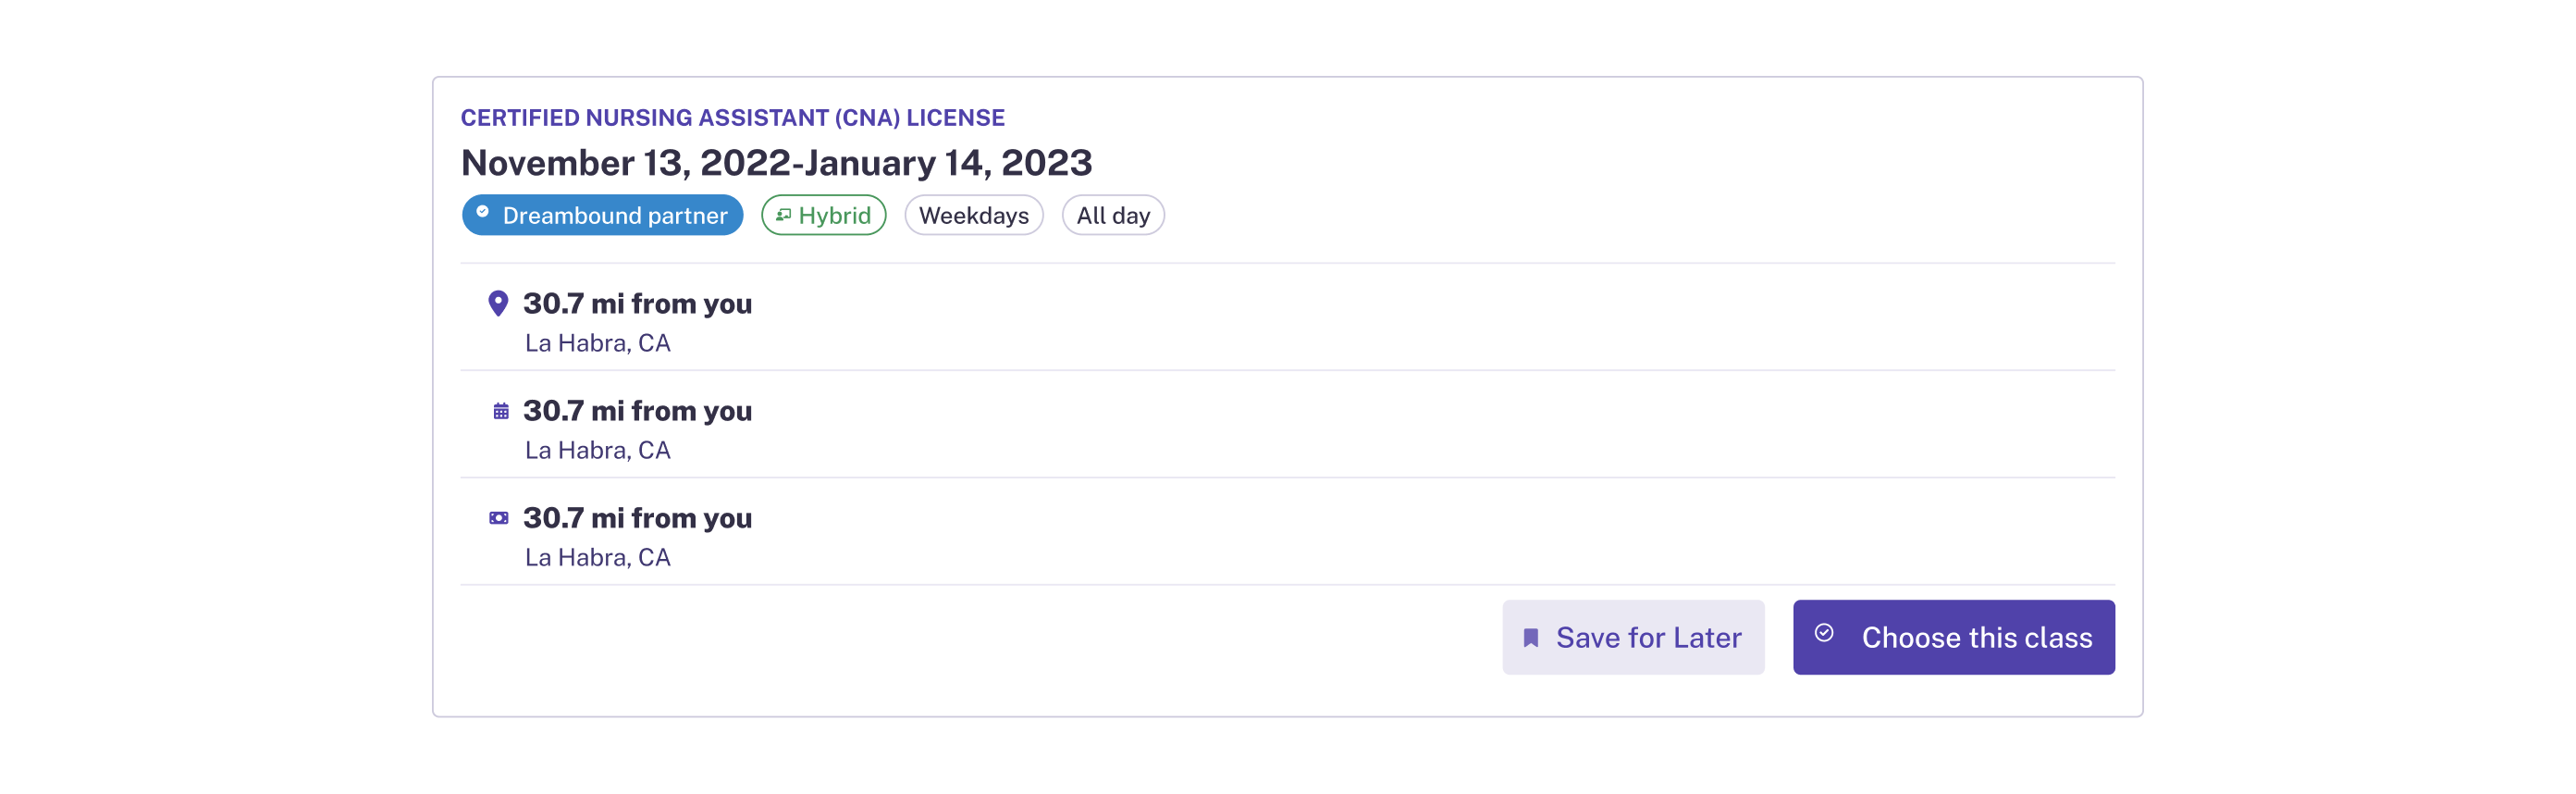 CERTIFIED NURSING ASSISTANT (CNA) LICENSE
November 13, 2022-January 14, 2023
Dreambound partner Hybrid Weekdays All day
30.7 mi from you
La Habra, CA
30.7 mi from you
La Habra, CA
30.7 mi from you
La Habra, CA
Save for Later Choose this class